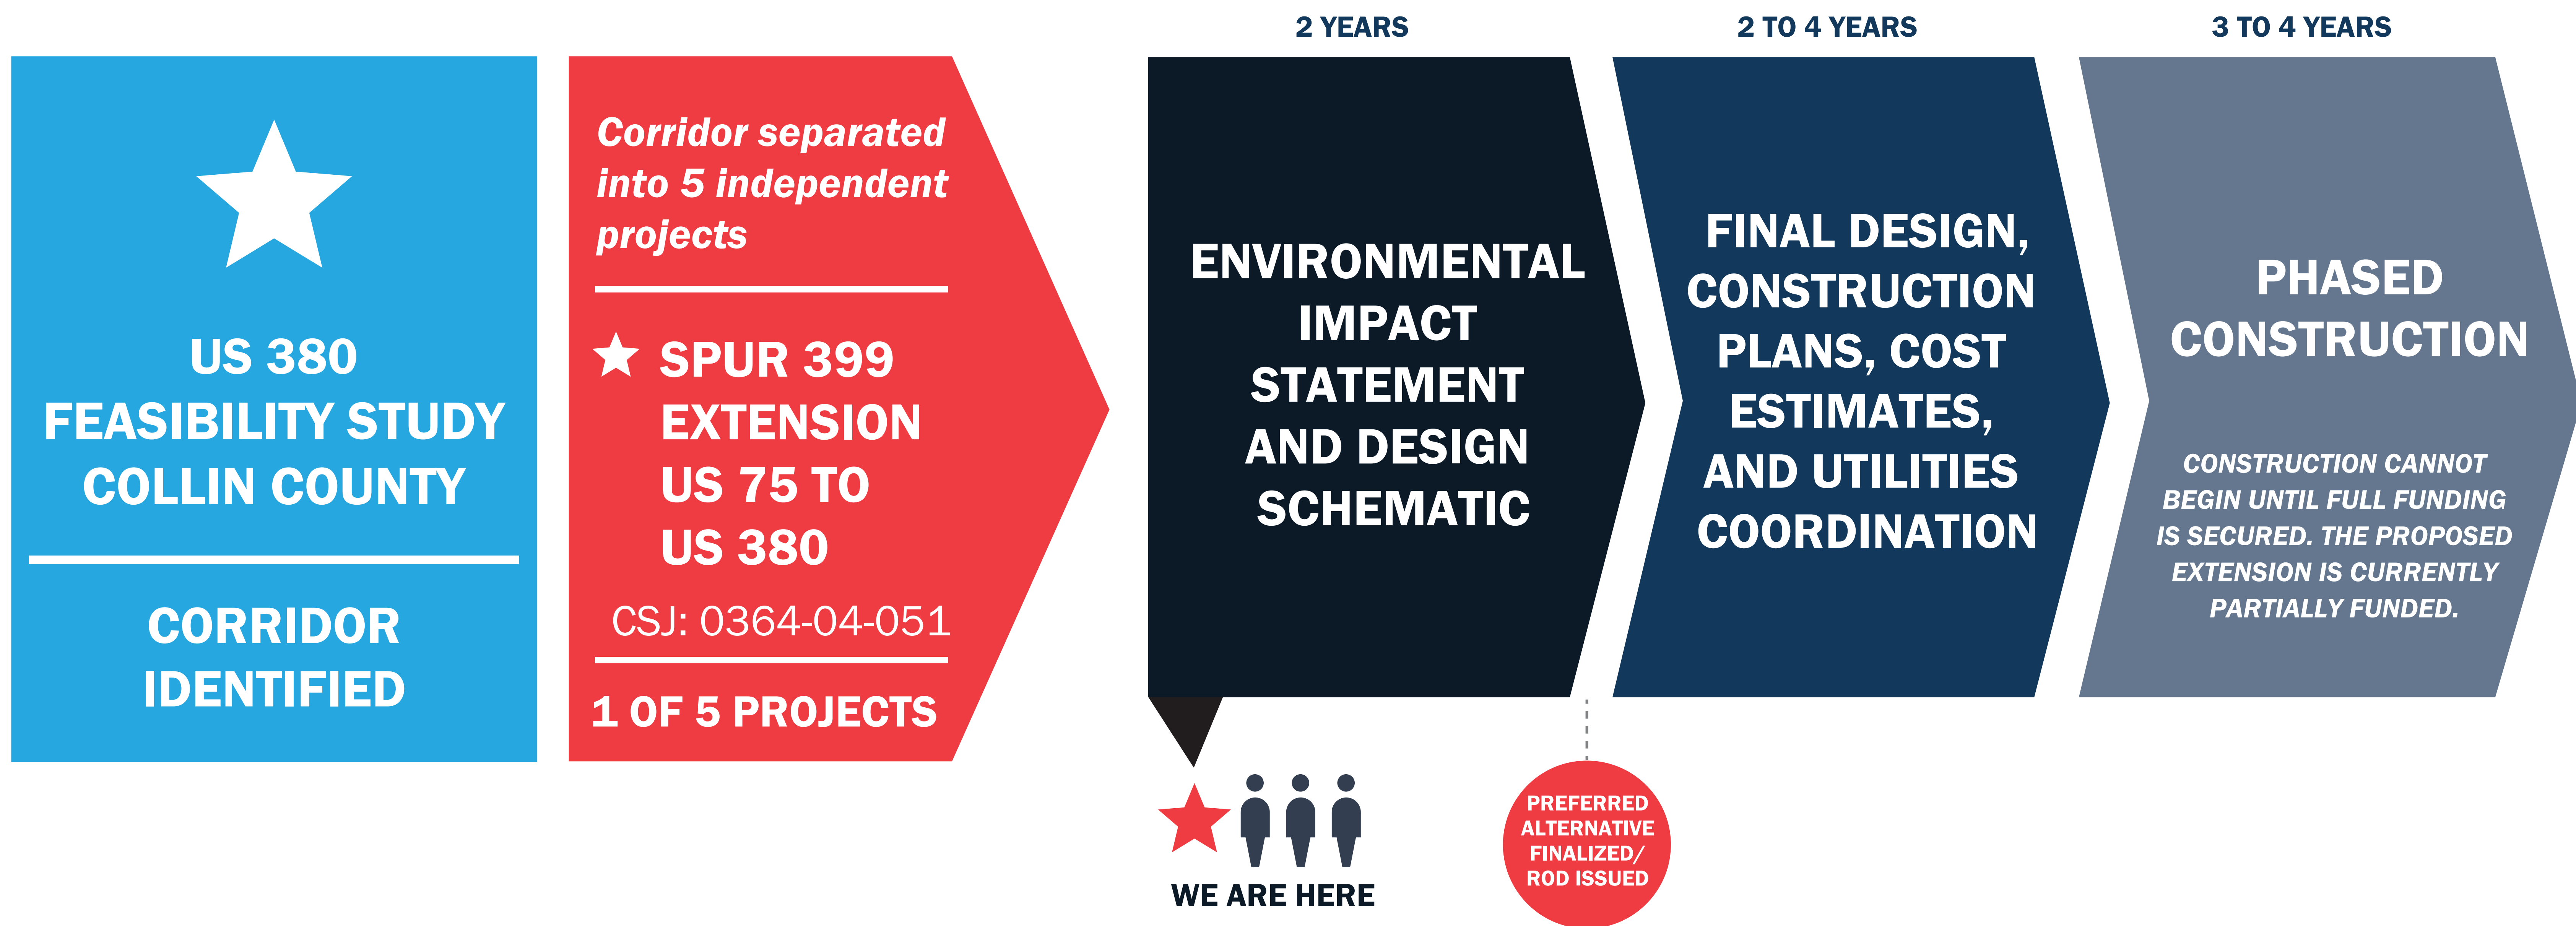 US 380
FEASIBILITY STUDY
COLLIN COUNTY
CORRIDOR
IDENTIFIED
Corridor separated
into 5 independent
projects
SPUR 399
EXTENSION
US 75 TO
US 380
CSJ: 0364-04-051
1 OF 5 PROJECTS
2 YEARS
ENVIRONMENTAL
IMPACT
STATEMENT
AND DESIGN
SCHEMATIC
WE ARE HERE
PREFERRED
ALTERNATIVE
FINALIZED/
ROD ISSUED
2 TO 4 YEARS
FINAL DESIGN,
CONSTRUCTION
PLANS, COST
ESTIMATES,
AND UTILITIES
COORDINATION
3 TO 4 YEARS
PHASED
CONSTRUCTION
CONSTRUCTION CANNOT
BEGIN UNTIL FULL FUNDING
IS SECURED. THE PROPOSED
EXTENSION IS CURRENTLY
PARTIALLY FUNDED.